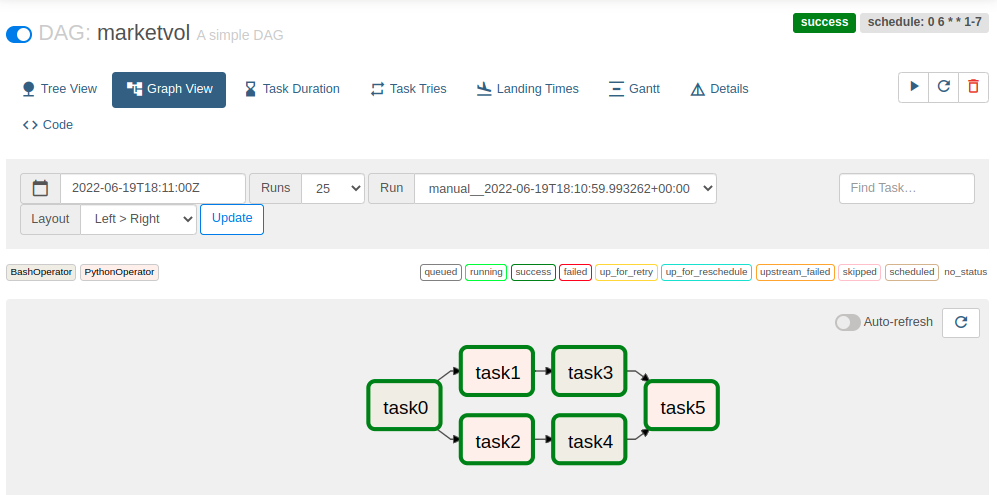 DAG: marketvol A simple DAG
success schedule: 0 6 * * 1-7
Tree View Graph View Task Duration Task Tries Landing Times Gantt Details
Code
2022-06-19T18:11:00Z Runs 25 Run manual__2022-06-19T18:10:59.993262+00:00 Find Task…
Layout Left > Right Update
BashOperator PythonOperator queued running success failed up_for_retry up_for_reschedule upstream_failed skipped scheduled no_status
Auto-refresh
task1 task3
task0 task5
task2 task4